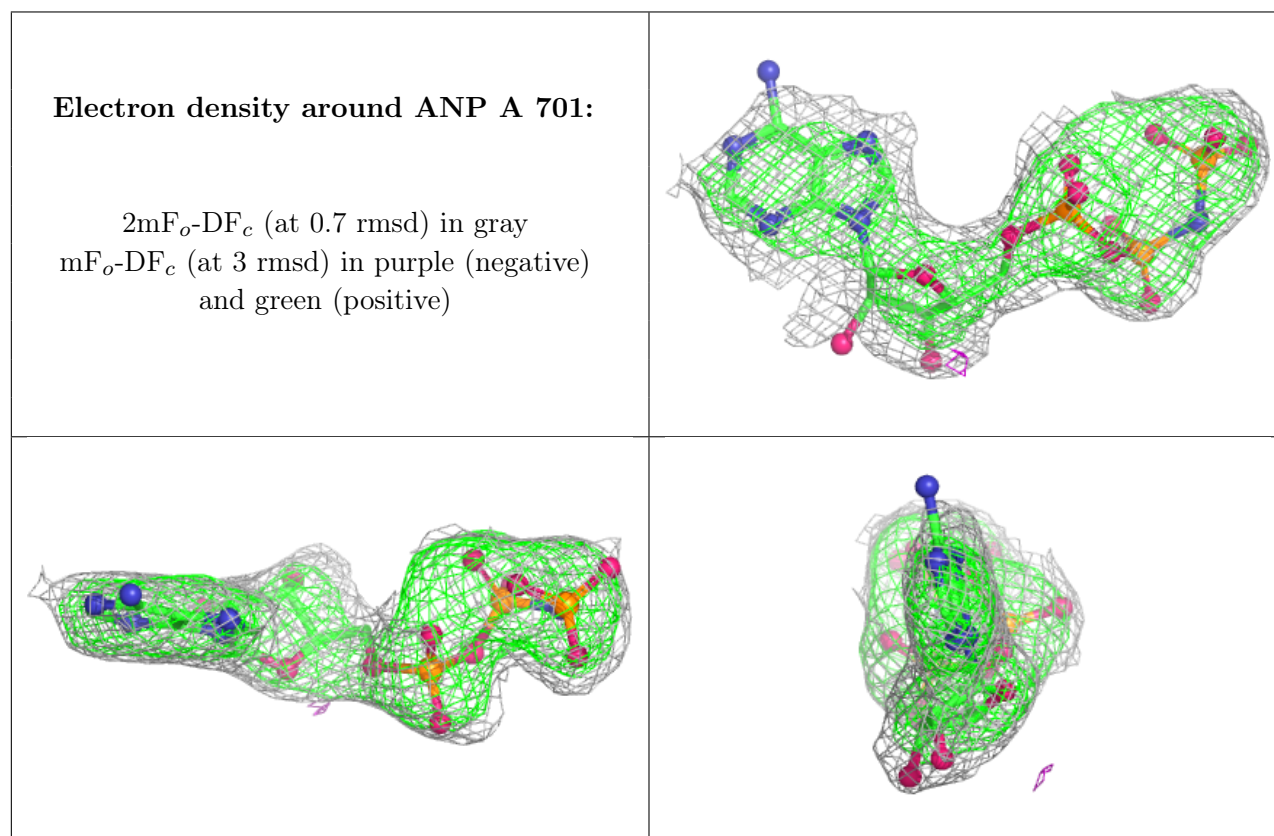 Electron density around ANP A 701:
2mFo-DFc (at 0.7 rmsd) in gray
mFo-DFc (at 3 rmsd) in purple (negative)
and green (positive)